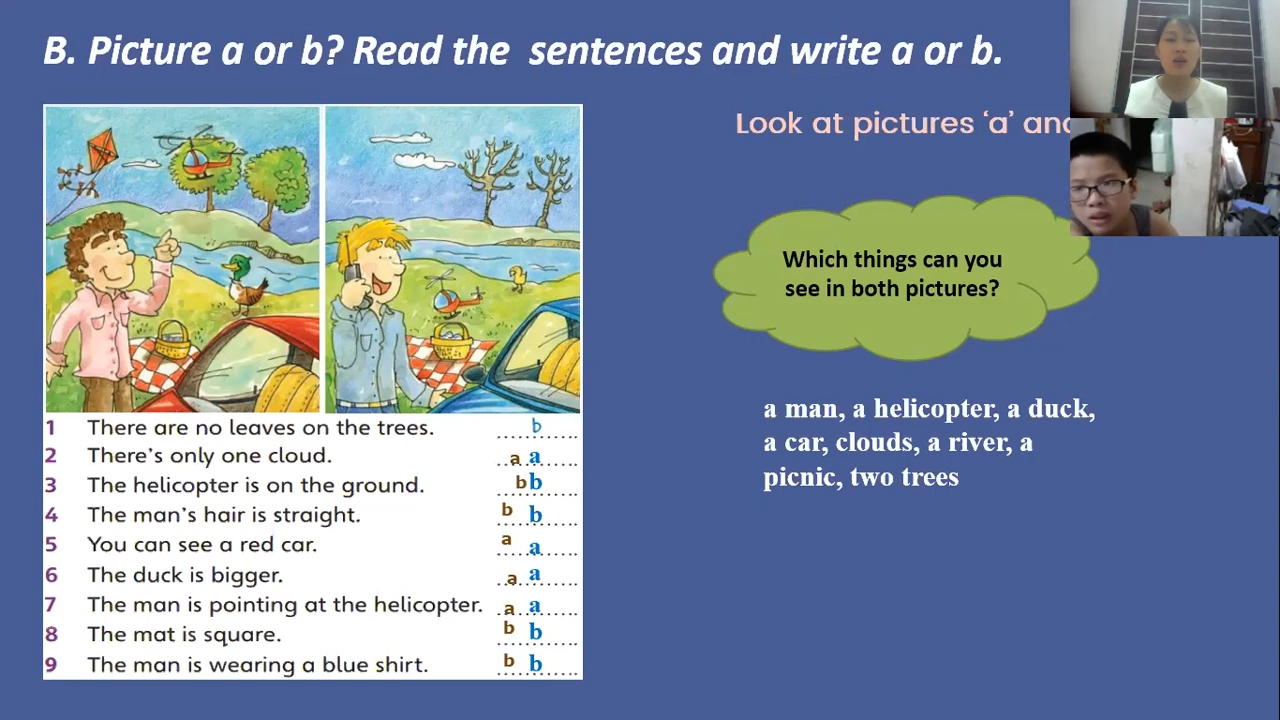 B. Picture a or b? Read the sentences and write a or b.
Look at pictures ‘a’ and
Which things can you
see in both pictures?
a man, a helicopter, a duck,
a car, clouds, a river, a
picnic, two trees
1 There are no leaves on the trees. b
2 There's only one cloud. a a
3 The helicopter is on the ground. b b
4 The man's hair is straight. b b
5 You can see a red car. a a
6 The duck is bigger. a a
7 The man is pointing at the helicopter. a a
8 The mat is square. b b
9 The man is wearing a blue shirt. b b